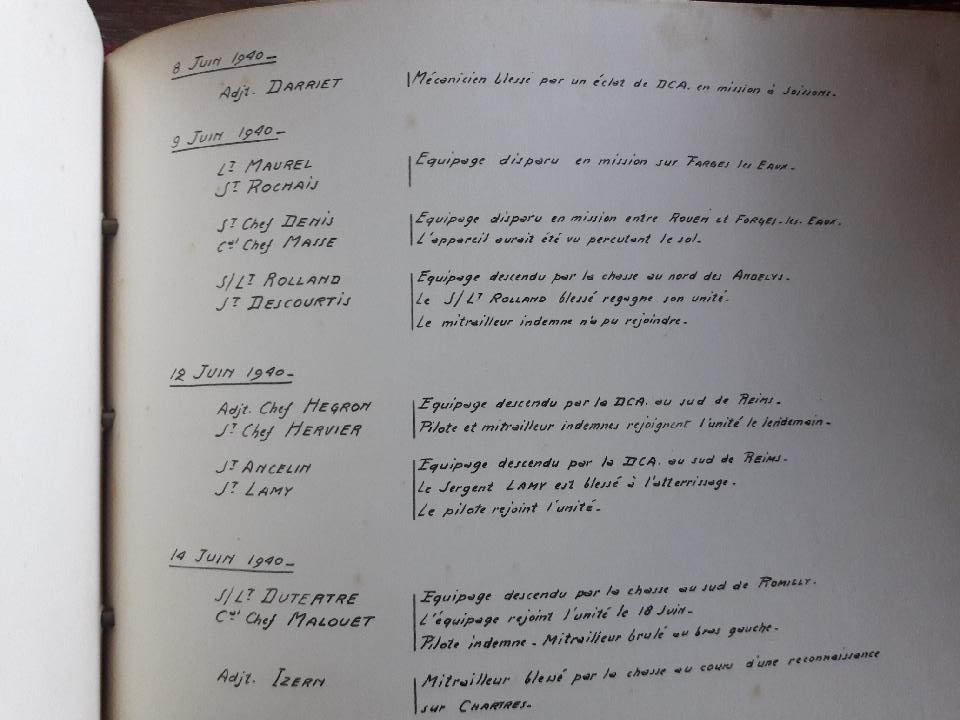 8 Juin 1940-
Adjt. DARRIET Mécanicien blessé par un éclat de DCA. en mission à Soissons.
9 Juin 1940-
Lt MAUREL Equipage disparu en mission sur FARGES les EAUX.
St ROCHAIS
St Chef DENIS Equipage disparu en mission entre ROUEN et FORGES-les-EAUX.
Cal Chef MASSE L'appareil aurait été vu percutant le sol.
S/Lt ROLLAND Equipage descendu par la chasse au nord des ANDELYS.
St DESCOURTIS Le S/Lt ROLLAND blessé regagne son unité.
Le mitrailleur indemne n'a pu rejoindre.
12 Juin 1940-
Adjt. Chef HEGRON Equipage descendu par la DCA. au sud de REIMS.
St Chef HERVIER Pilote et mitrailleur indemnes rejoignent l'unité le lendemain-
St ANCELIN Equipage descendu par la DCA. au sud de REIMS-
St LAMY Le Sergent LAMY est blessé à l'atterrissage.
Le pilote rejoint l'unité.
14 Juin 1940-
S/Lt DUTERTRE Equipage descendu par la chasse au sud de ROMILLY.
Cal Chef MALOUET L'équipage rejoint l'unité le 18 Juin-
Pilote indemne - Mitrailleur brulé au bras gauche-
Adjt. IZERN Mitrailleur blessé par la chasse au cours d'une reconnaissance
sur CHARTRES-